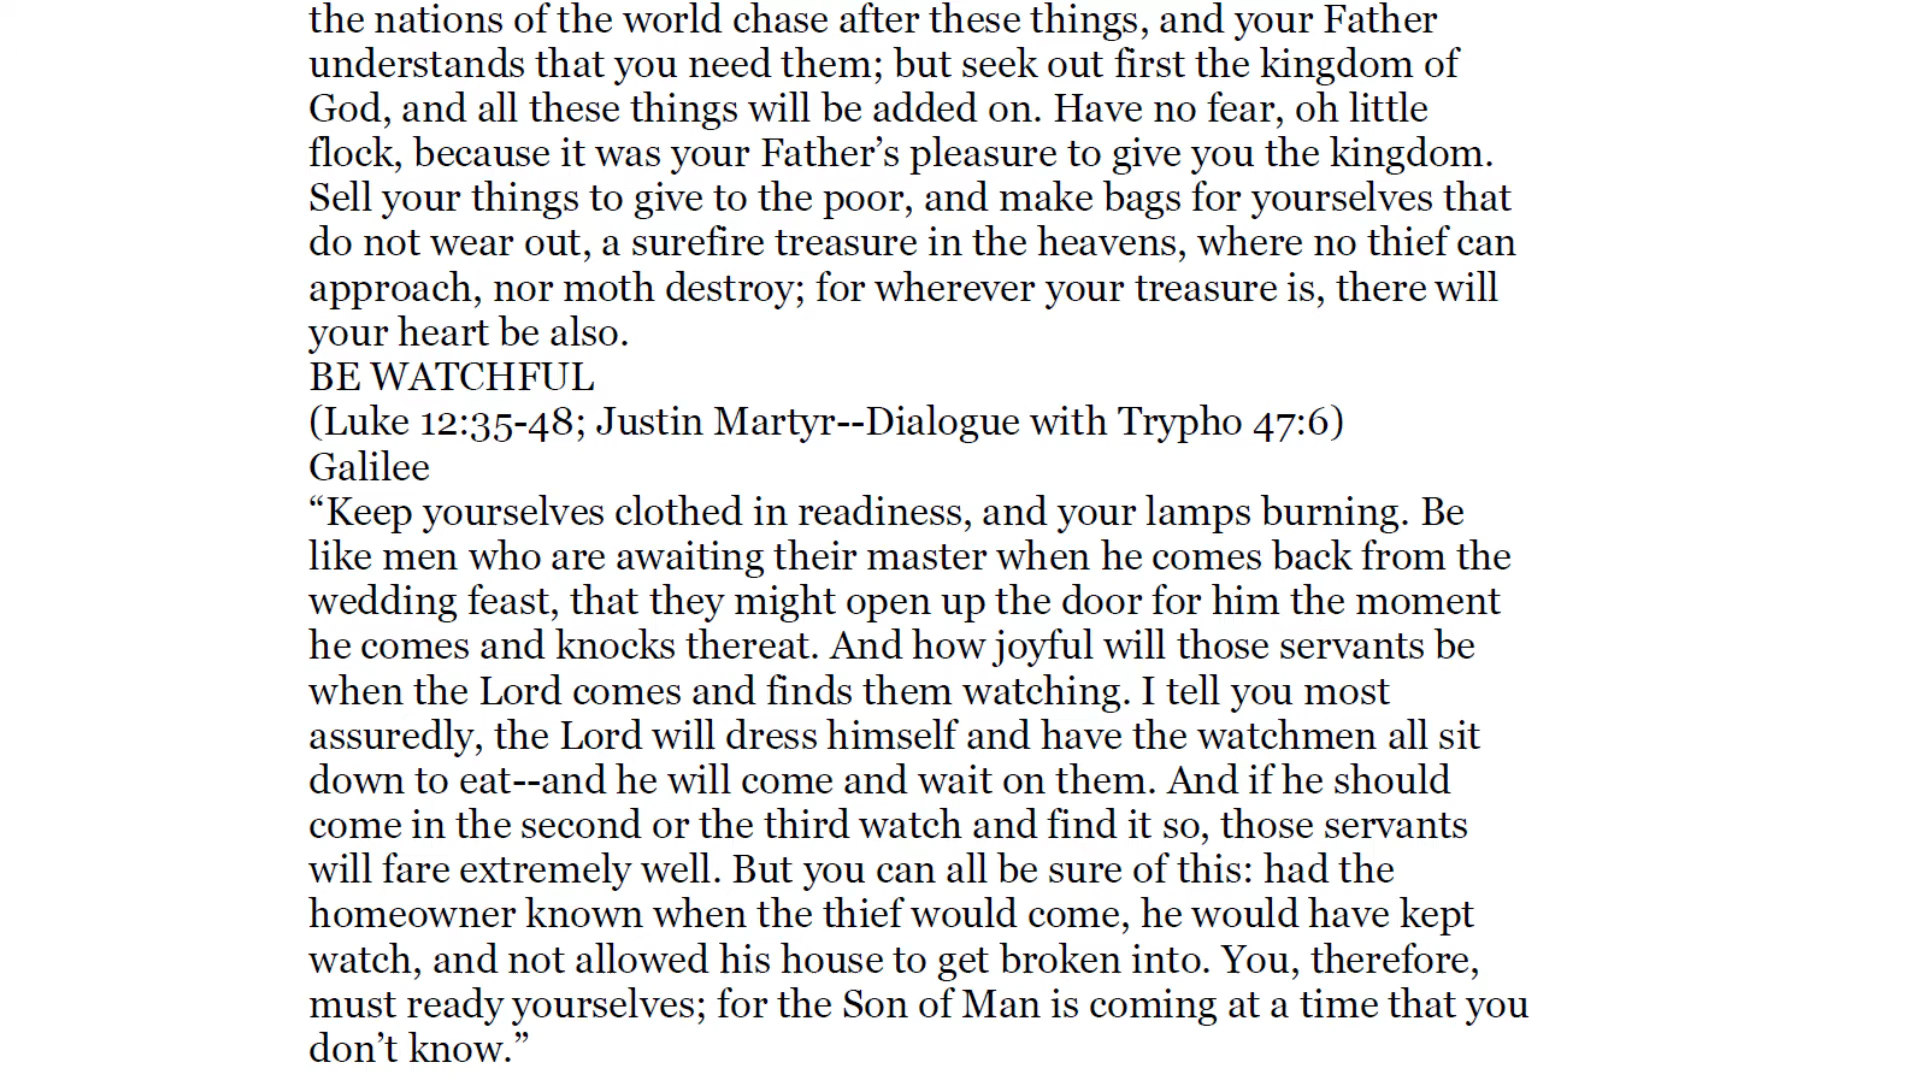 the nations of the world chase after these things, and your Father
understands that you need them; but seek out first the kingdom of
God, and all these things will be added on. Have no fear, oh little
flock, because it was your Father’s pleasure to give you the kingdom.
Sell your things to give to the poor, and make bags for yourselves that
do not wear out, a surefire treasure in the heavens, where no thief can
approach, nor moth destroy; for wherever your treasure is, there will
your heart be also.
BE WATCHFUL
(Luke 12:35-48; Justin Martyr--Dialogue with Trypho 47:6)
Galilee
“Keep yourselves clothed in readiness, and your lamps burning. Be
like men who are awaiting their master when he comes back from the
wedding feast, that they might open up the door for him the moment
he comes and knocks thereat. And how joyful will those servants be
when the Lord comes and finds them watching. I tell you most
assuredly, the Lord will dress himself and have the watchmen all sit
down to eat--and he will come and wait on them. And if he should
come in the second or the third watch and find it so, those servants
will fare extremely well. But you can all be sure of this: had the
homeowner known when the thief would come, he would have kept
watch, and not allowed his house to get broken into. You, therefore,
must ready yourselves; for the Son of Man is coming at a time that you
don’t know.”